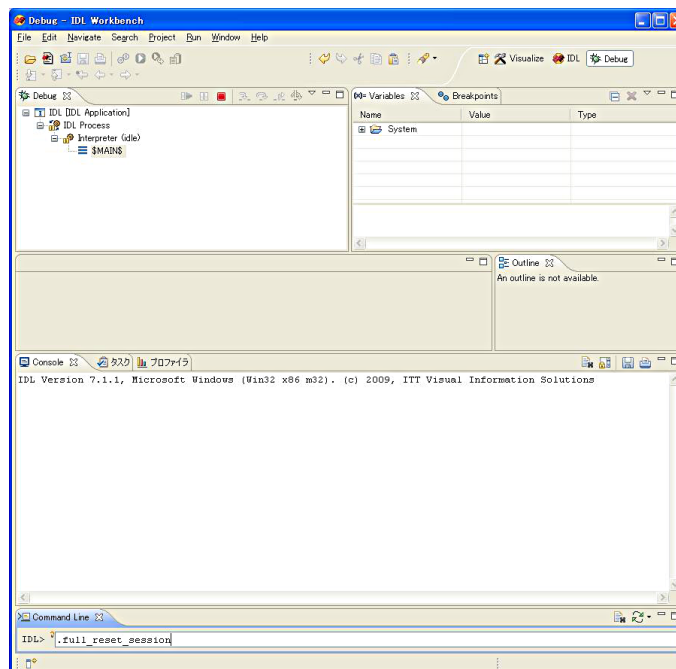 Debug - IDL Workbench
File Edit Navigate Search Project Run Window Help
Visualize IDL Debug
Debug
IDL [IDL Application]
IDL Process
Interpreter (idle)
$MAIN$
(x)= Variables Breakpoints
Name Value Type
System
Outline
An outline is not available.
Console タスク プロファイラ
IDL Version 7.1.1, Microsoft Windows (Win32 x86 m32). (c) 2009, ITT Visual Information Solutions
Command Line
IDL> .full_reset_session